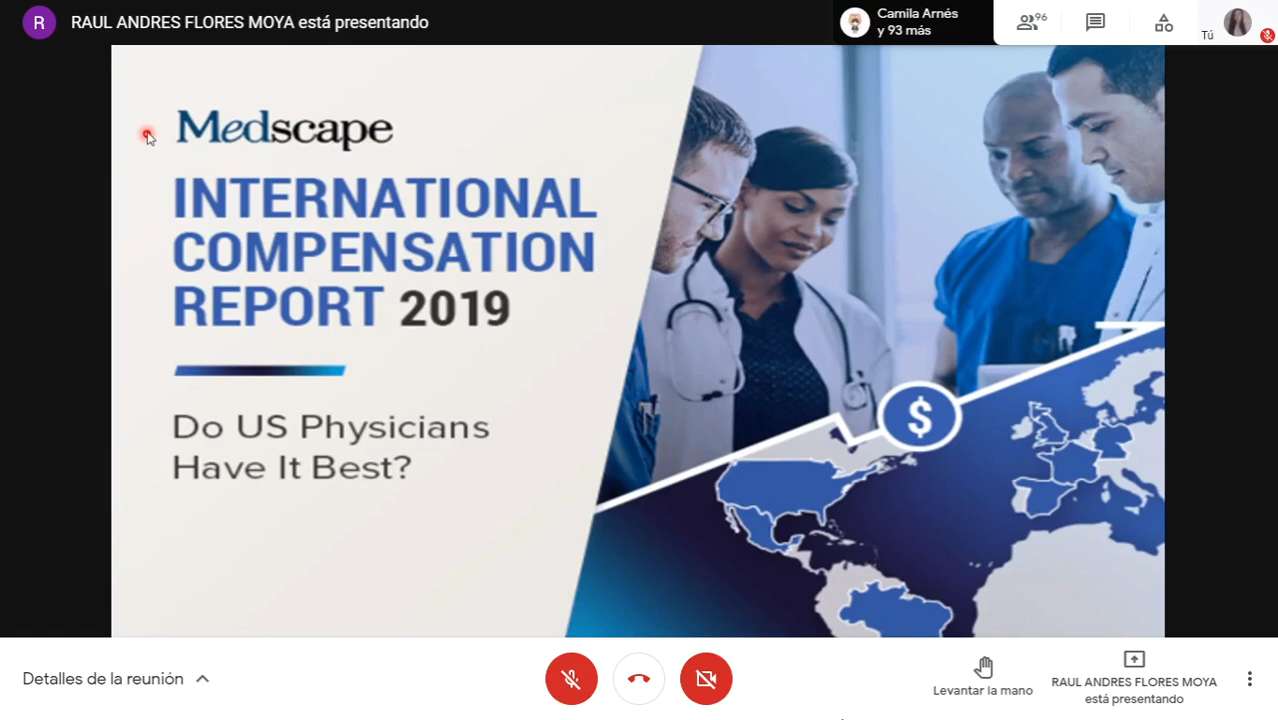 R
RAUL ANDRES FLORES MOYA está presentando
Camila Arnés
y 93 más
96
Tú
Medscape
INTERNATIONAL
COMPENSATION
REPORT 2019
Do US Physicians
Have It Best?
$
Detalles de la reunión
Levantar la mano
RAUL ANDRES FLORES MOYA
está presentando